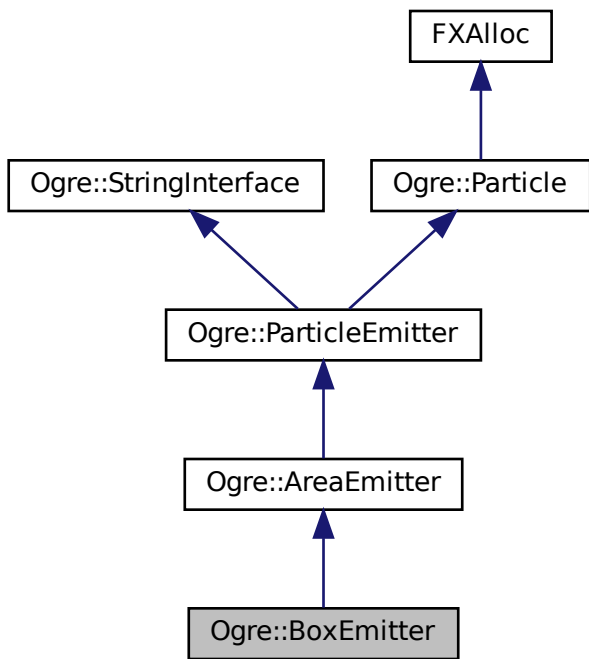 FXAlloc
Ogre::StringInterface
Ogre::Particle
Ogre::ParticleEmitter
Ogre::AreaEmitter
Ogre::BoxEmitter